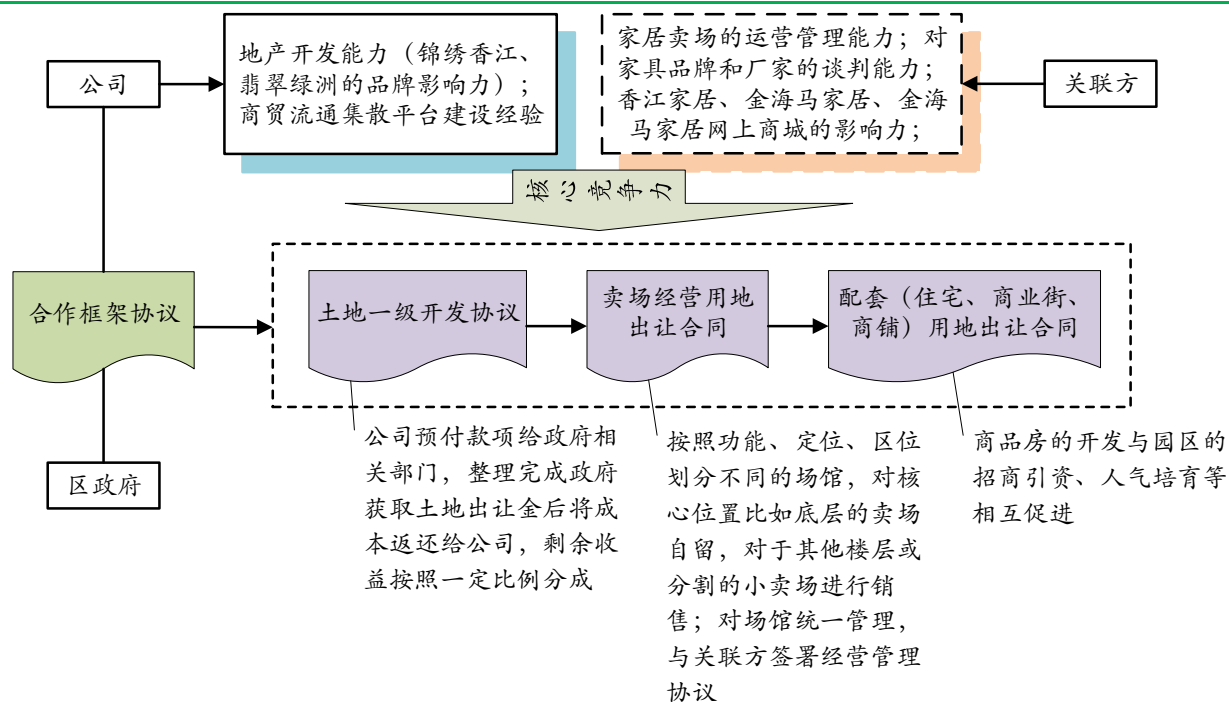 公司
地产开发能力（锦绣香江、
翡翠绿洲的品牌影响力）；
商贸流通集散平台建设经验
家居卖场的运营管理能力；对
家具品牌和厂家的谈判能力；
香江家居、金海马家居、金海
马家居网上商城的影响力；
关联方
核心竞争力
合作框架协议
土地一级开发协议
卖场经营用地
出让合同
配套（住宅、商业街、
商铺）用地出让合同
区政府
公司预付款项给政府相
关部门，整理完成政府
获取土地出让金后将成
本返还给公司，剩余收
益按照一定比例分成
按照功能、定位、区位
划分不同的场馆，对核
心位置比如底层的卖场
自留，对于其他楼层或
分割的小卖场进行销
售；对场馆统一管理，
与关联方签署经营管理
协议
商品房的开发与园区的
招商引资、人气培育等
相互促进